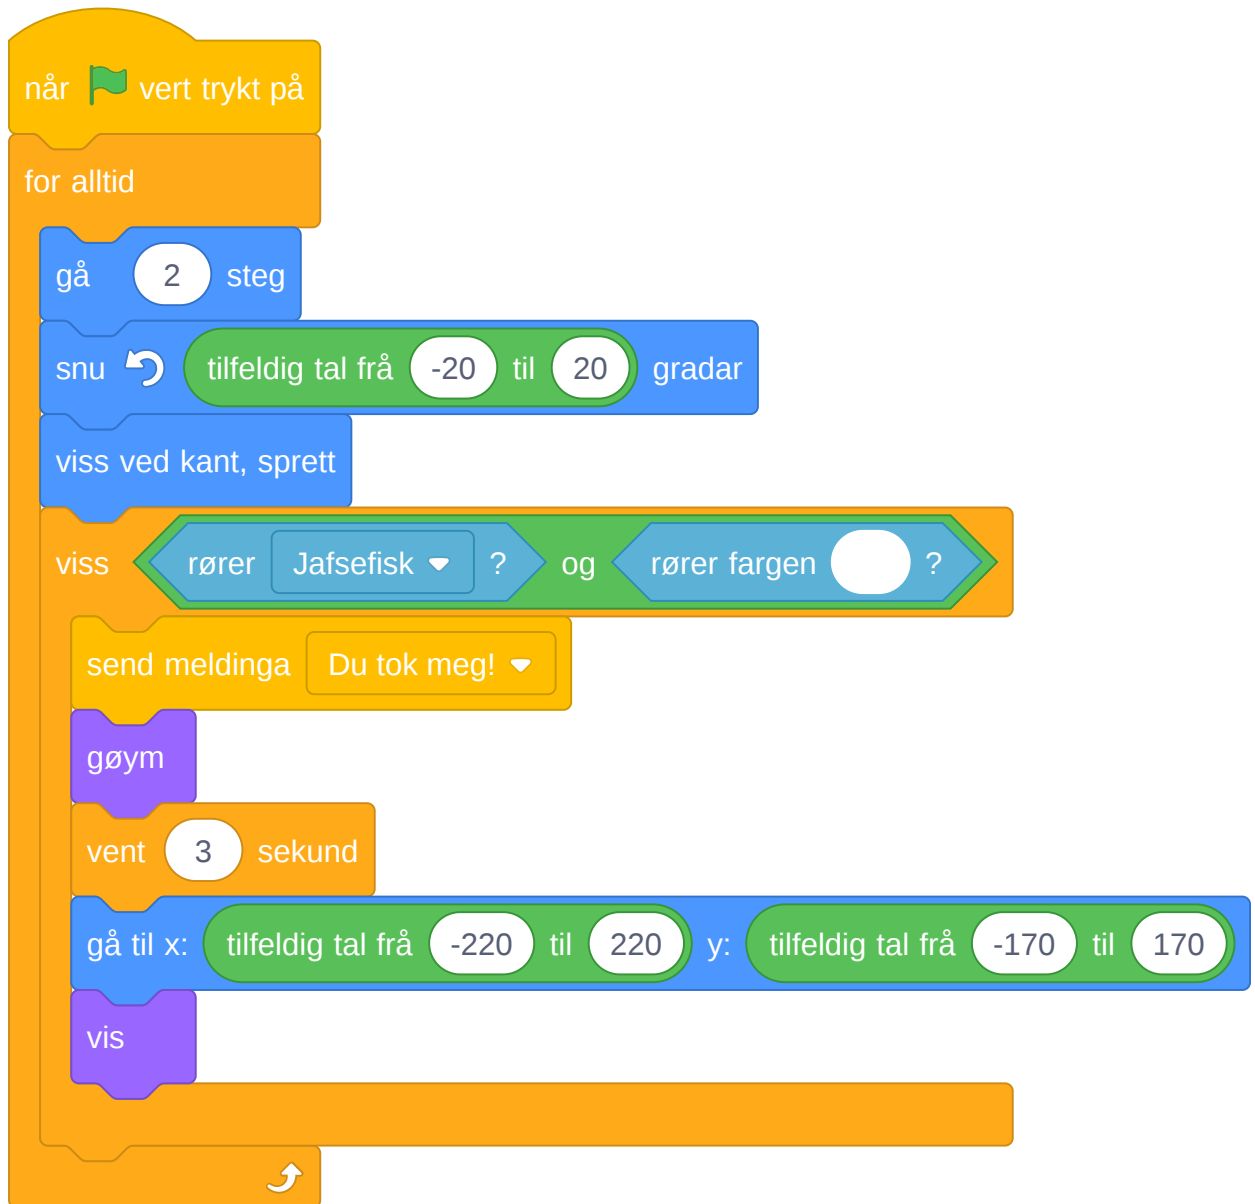 når vert trykt på
for alltid
gå 2 steg
snu tilfeldig tal frå -20 til 20 gradar
viss ved kant, sprett
viss rører Jafsefisk ? og rører fargen ?
send meldinga Du tok meg!
gøym
vent 3 sekund
gå til x: tilfeldig tal frå -220 til 220 y: tilfeldig tal frå -170 til 170
vis